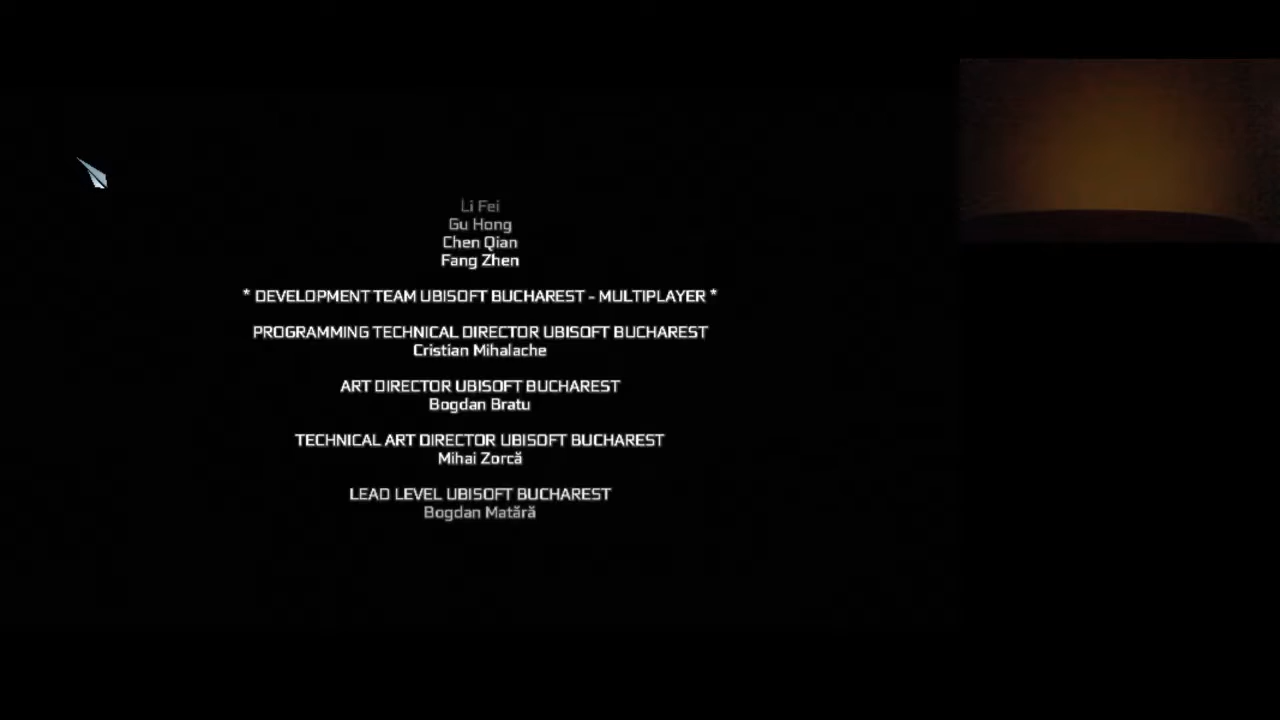 Li Fei
Gu Hong
Chen Qian
Fang Zhen
* DEVELOPMENT TEAM UBISOFT BUCHAREST - MULTIPLAYER *
PROGRAMMING TECHNICAL DIRECTOR UBISOFT BUCHAREST
Cristian Mihalache
ART DIRECTOR UBISOFT BUCHAREST
Bogdan Bratu
TECHNICAL ART DIRECTOR UBISOFT BUCHAREST
Mihai Zorcă
LEAD LEVEL UBISOFT BUCHAREST
Bogdan Matără